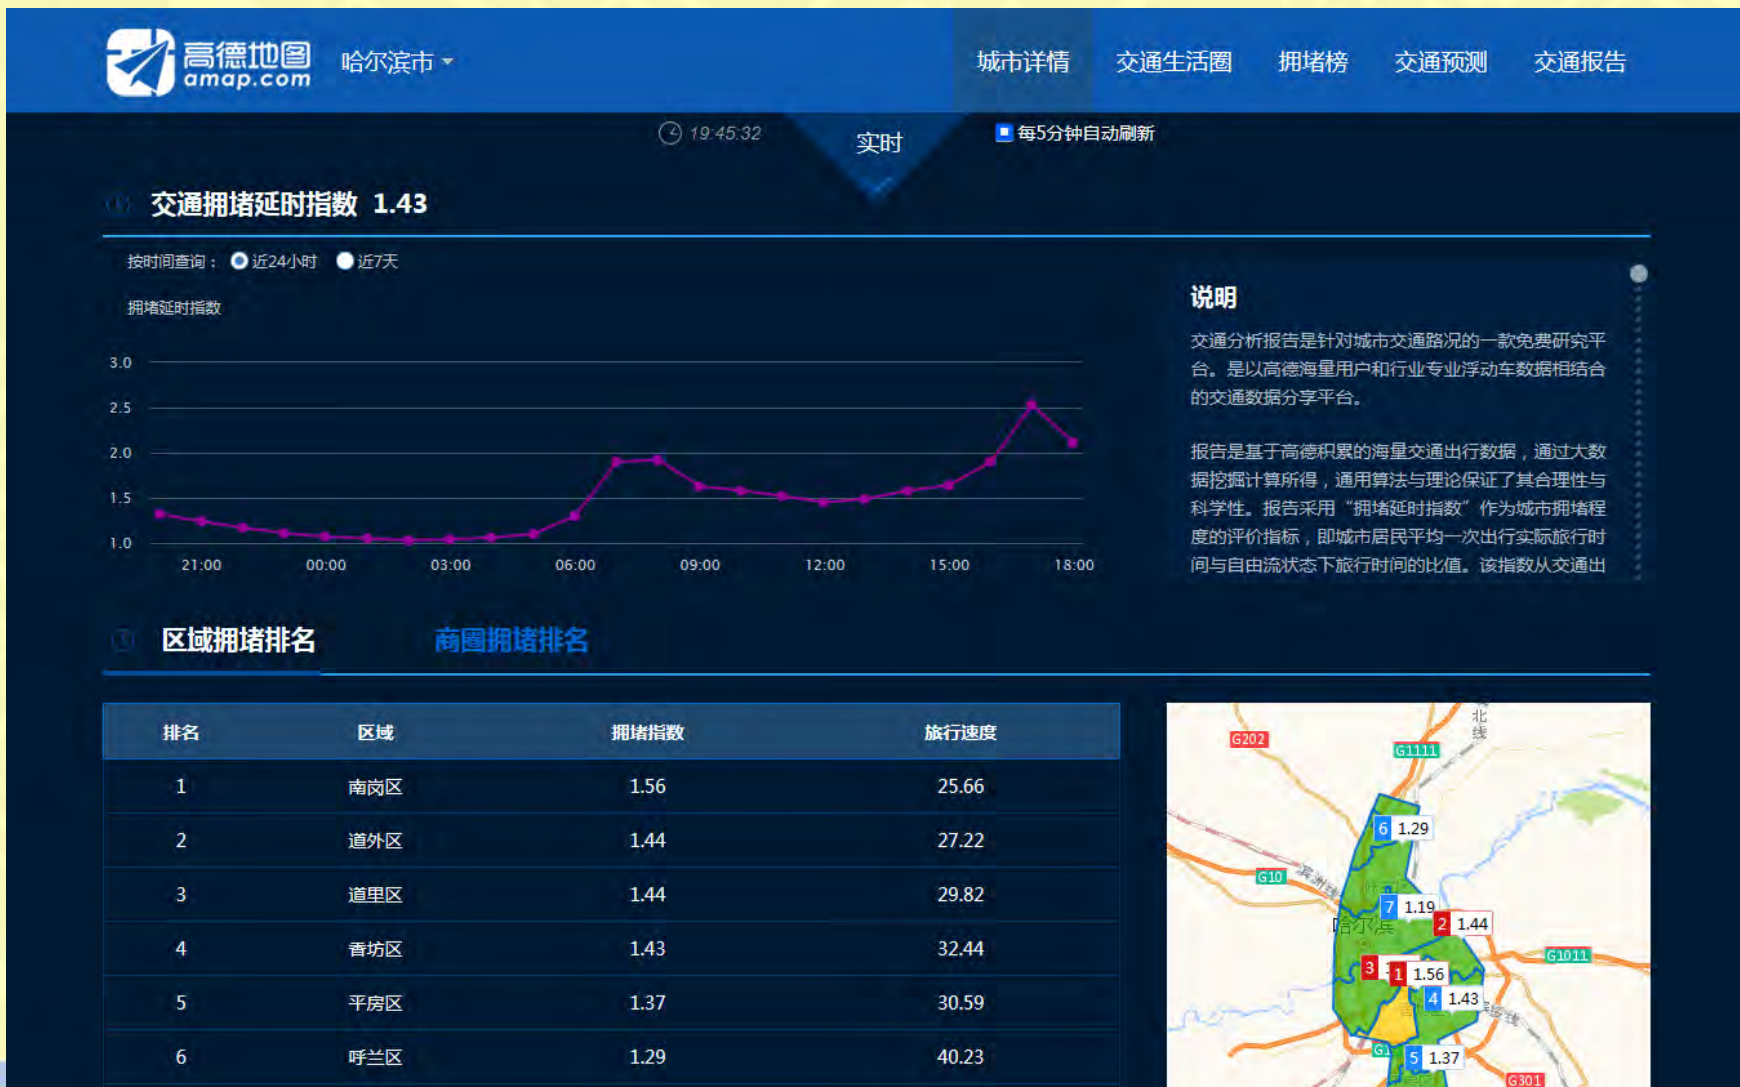 高德地图
amap.com
哈尔滨市
城市详情 交通生活圈 拥堵榜 交通预测 交通报告
19:45:32
实时
每5分钟自动刷新
交通拥堵延时指数 1.43
按时间查询： 近24小时 近7天
拥堵延时指数
3.0
2.5
2.0
1.5
1.0
21:00 00:00 03:00 06:00 09:00 12:00 15:00 18:00
说明
交通分析报告是针对城市交通路况的一款免费研究平
台。是以高德海量用户和行业专业浮动车数据相结合
的交通数据分享平台。
报告是基于高德积累的海量交通出行数据，通过大数
据挖掘计算所得，通用算法与理论保证了其合理性与
科学性。报告采用“拥堵延时指数”作为城市拥堵程
度的评价指标，即城市居民平均一次出行实际旅行时
间与自由流状态下旅行时间的比值。该指数从交通出
区域拥堵排名 商圈拥堵排名
排名 区域 拥堵指数 旅行速度
1 南岗区 1.56 25.66
2 道外区 1.44 27.22
3 道里区 1.44 29.82
4 香坊区 1.43 32.44
5 平房区 1.37 30.59
6 呼兰区 1.29 40.23
北线
G202
G1111
6 1.29
G10
滨洲线
7 1.19
哈尔滨
2 1.44
G1011
3
1 1.56
4 1.43
5 1.37
G301